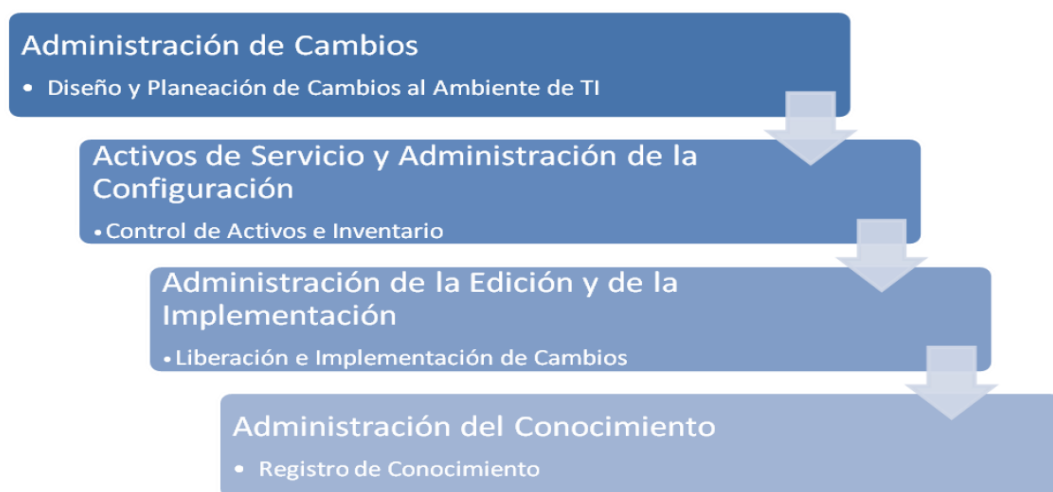 Administración de Cambios
• Diseño y Planeación de Cambios al Ambiente de TI
Activos de Servicio y Administración de la
Configuración
• Control de Activos e Inventario
Administración de la Edición y de la
Implementación
• Liberación e Implementación de Cambios
Administración del Conocimiento
• Registro de Conocimiento